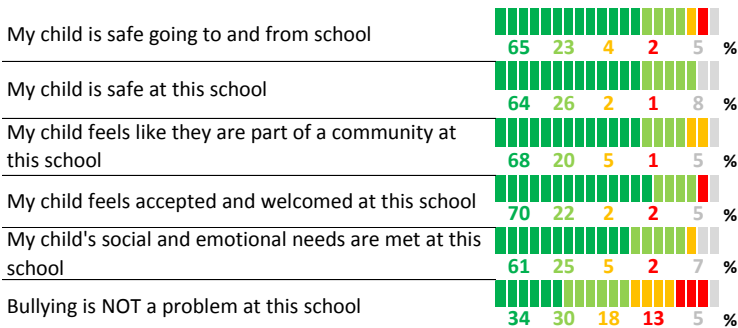 My child is safe going to and from school
65 23 4 2 5 %
My child is safe at this school
64 26 2 1 8 %
My child feels like they are part of a community at
this school
68 20 5 1 5 %
My child feels accepted and welcomed at this school
70 22 2 2 5 %
My child's social and emotional needs are met at this
school
61 25 5 2 7 %
Bullying is NOT a problem at this school
34 30 18 13 5 %